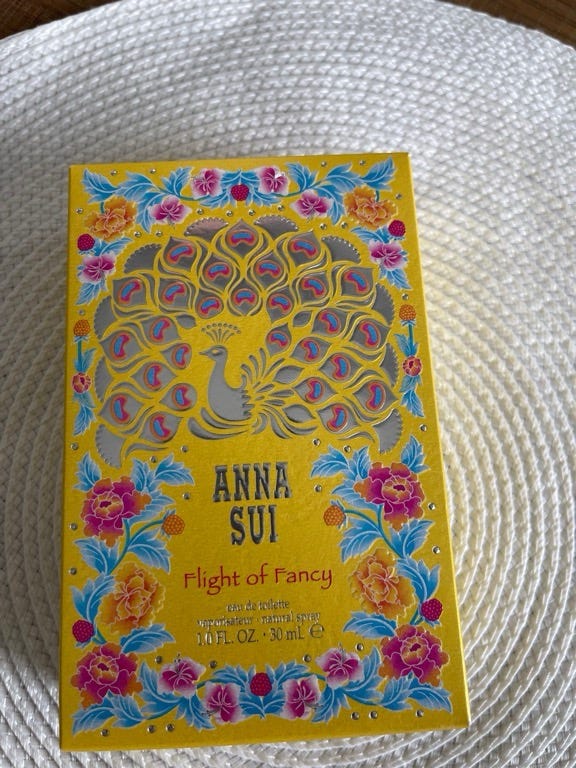 ANNA
SUI
Flight of Fancy
eau de toilette
vaporisateur · natural spray
1.0 FL. OZ. · 30 mL ℮